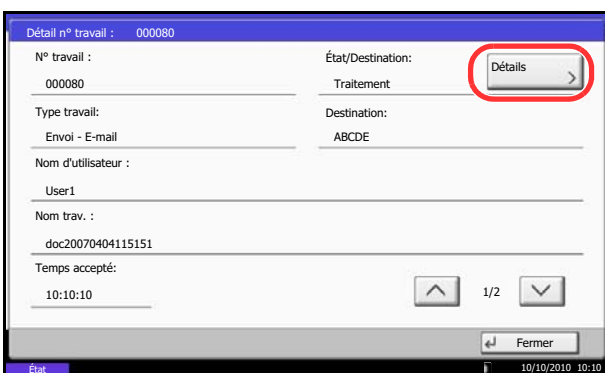 Détail n° travail : 000080
N° travail :
000080
État/Destination:
Traitement
Détails
Type travail:
Envoi - E-mail
Destination:
ABCDE
Nom d'utilisateur :
User1
Nom trav. :
doc20070404115151
Temps accepté:
10:10:10
1/2
Fermer
État
10/10/2010 10:10